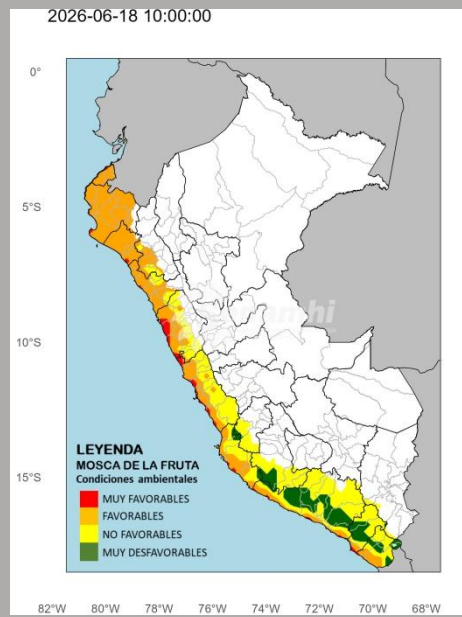 2026-06-18 10:00:00
0°
5°S
10°S
15°S
LEYENDA
MOSCA DE LA FRUTA
Condiciones ambientales
MUY FAVORABLES
FAVORABLES
NO FAVORABLES
MUY DESFAVORABLES
82°W 80°W 78°W 76°W 74°W 72°W 70°W 68°W